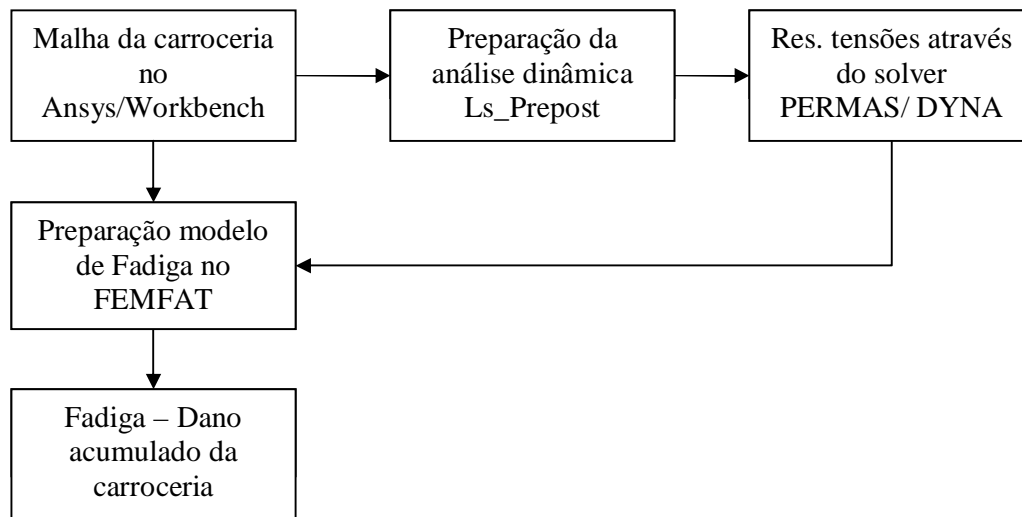 Malha da carroceria
no
Ansys/Workbench
Preparação da
análise dinâmica
Ls_Prepost
Res. tensões através
do solver
PERMAS/ DYNA
Preparação modelo
de Fadiga no
FEMFAT
Fadiga – Dano
acumulado da
carroceria